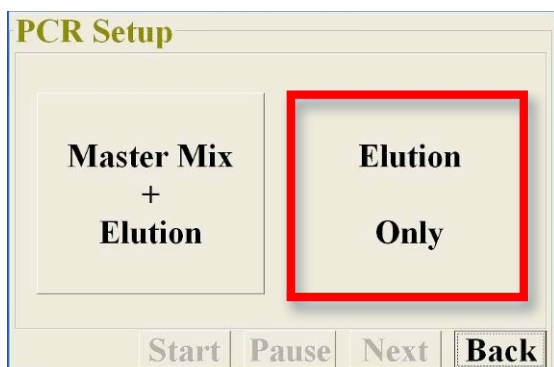 PCR Setup
Master Mix
+
Elution
Elution
Only
Start Pause Next Back